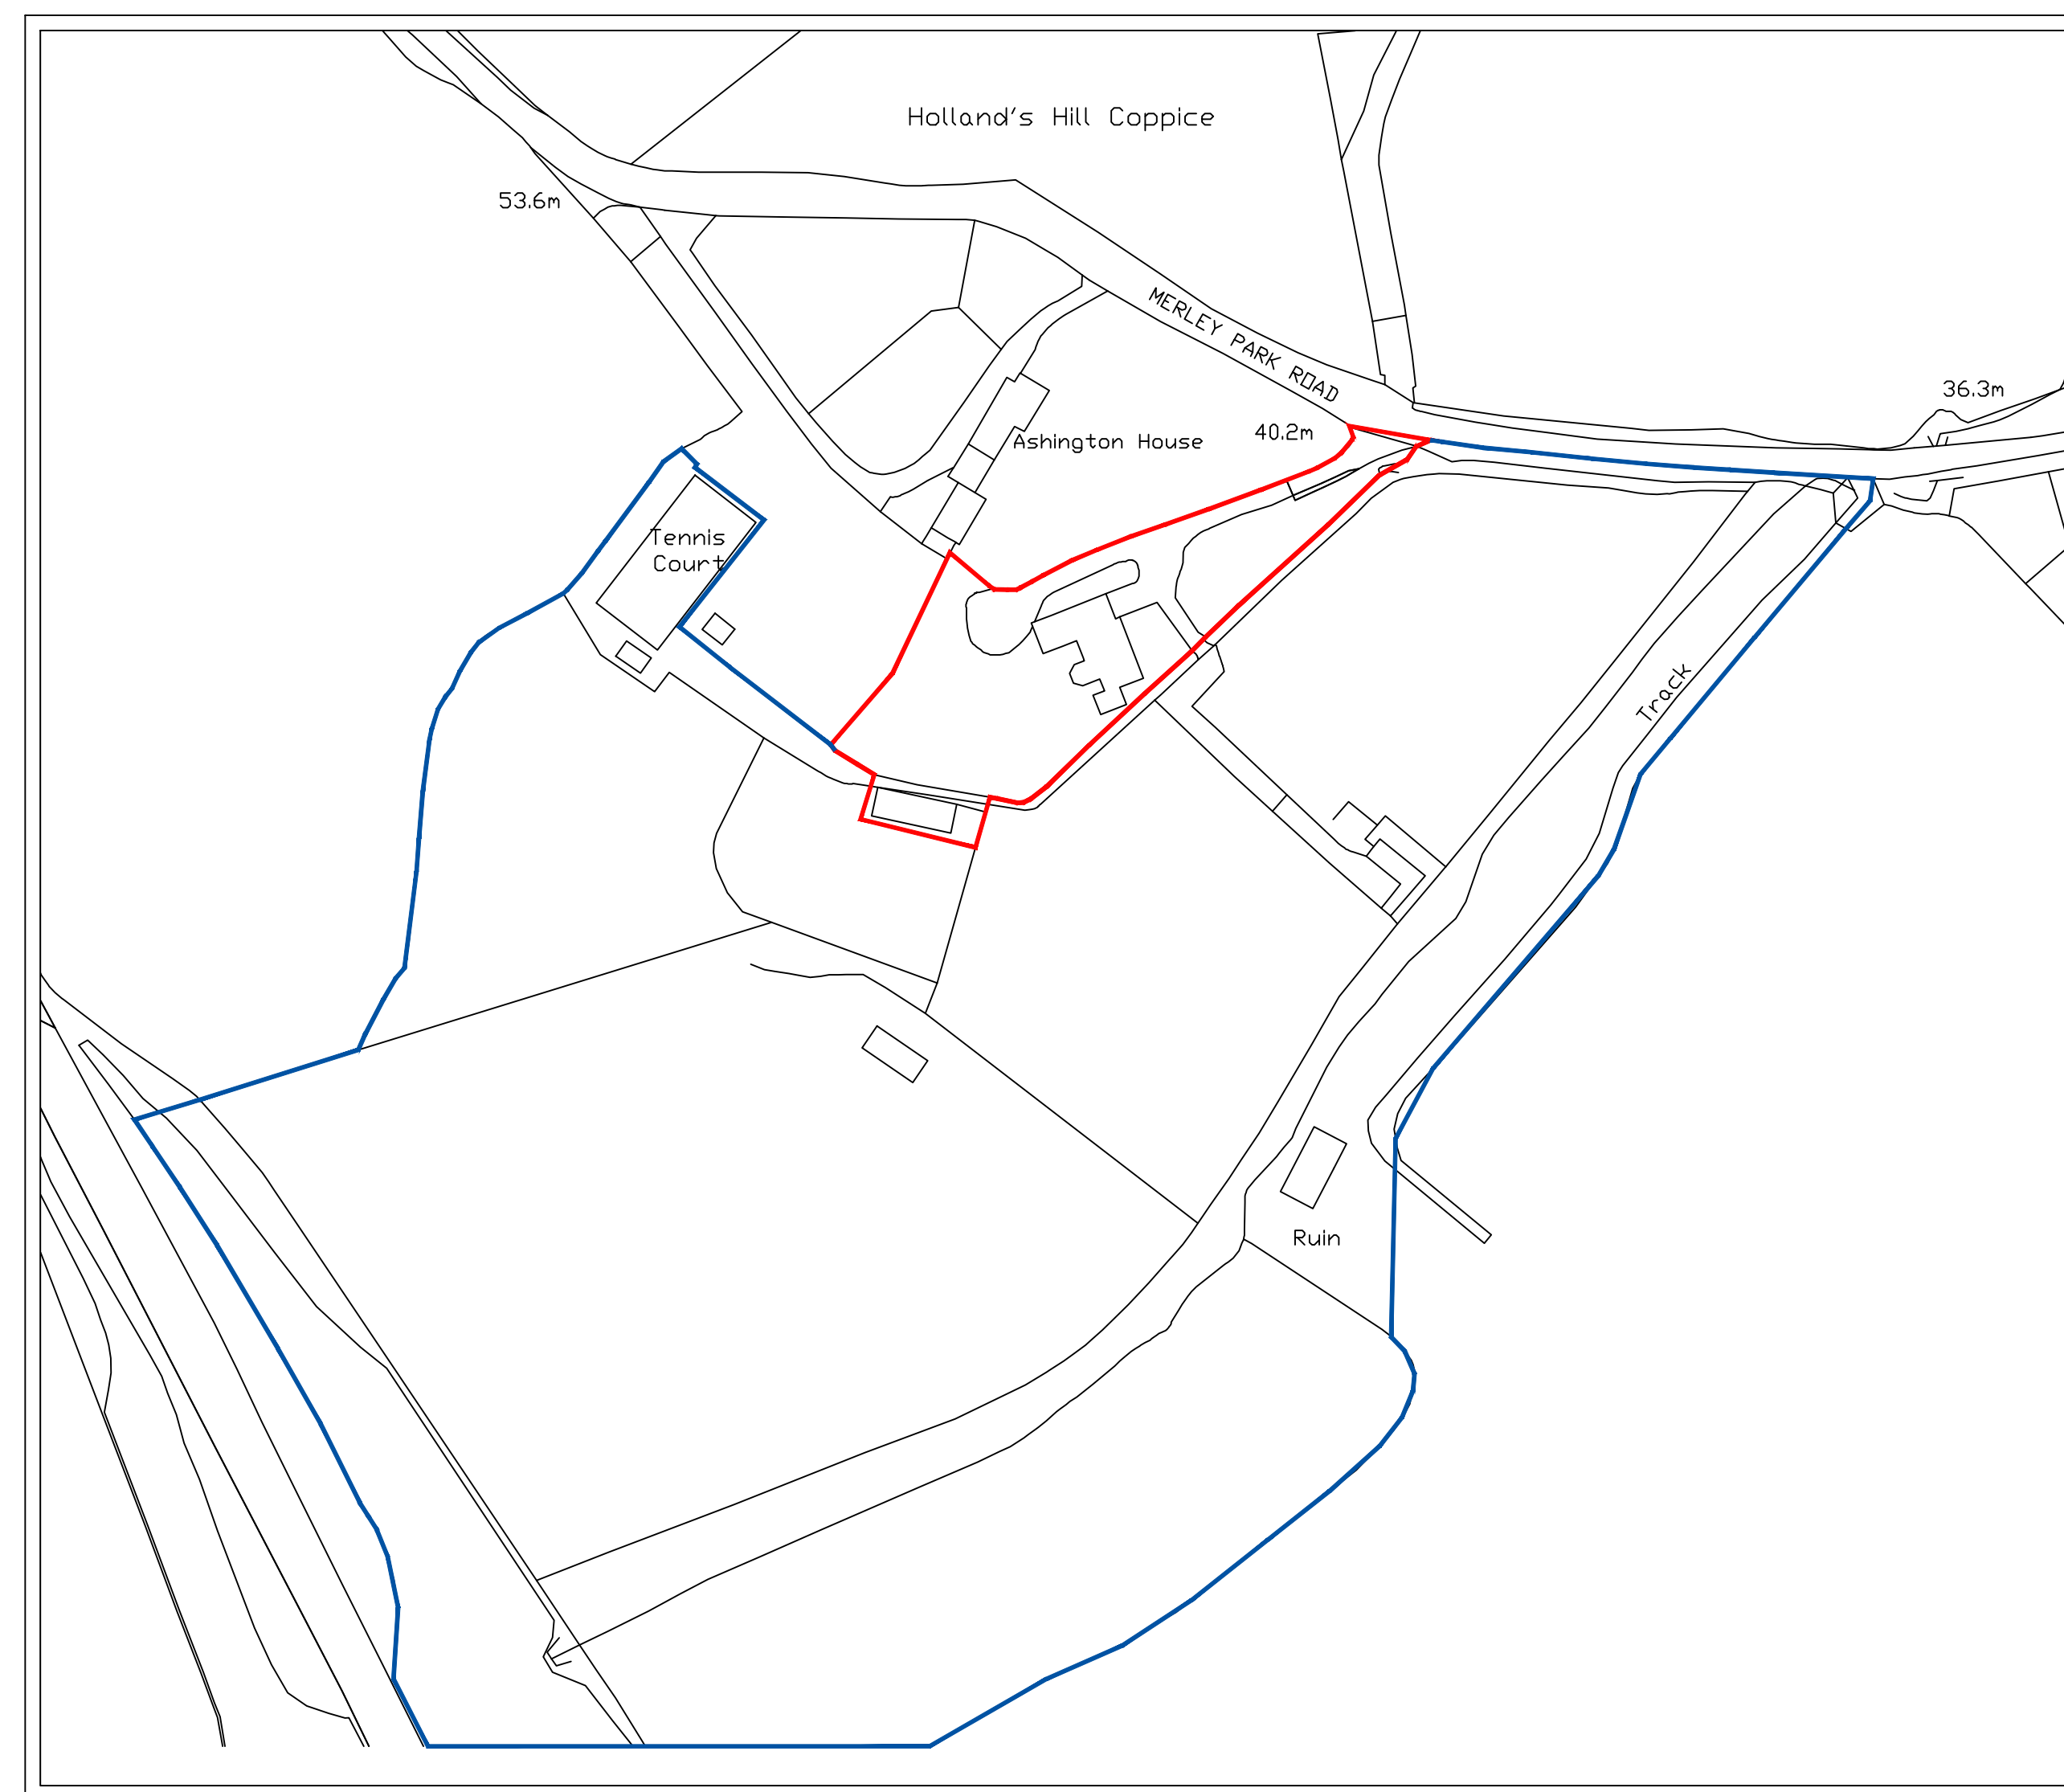 Holland's Hill Coppice
53.6m
MERLEY PARK ROAD
36.3m
40.2m
Ashington House
Tennis
Court
Track
Ruin